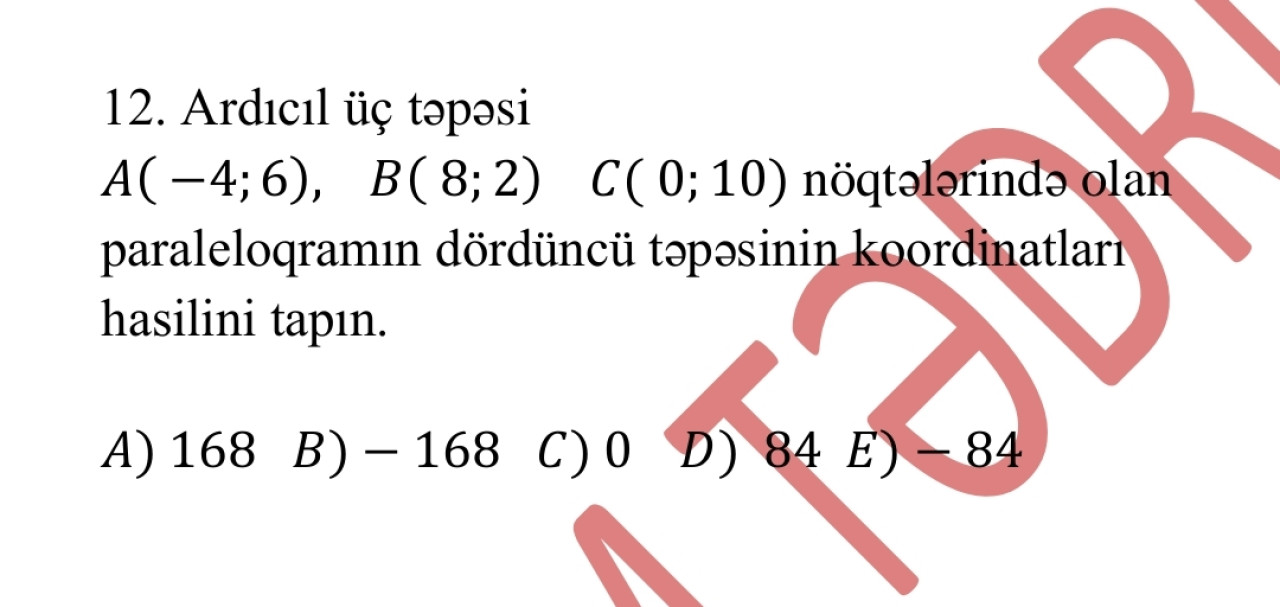 12. Ardıcıl üç təpəsi
A( −4; 6), B( 8; 2) C( 0; 10) nöqtələrində olan
paraleloqramın dördüncü təpəsinin koordinatları
hasilini tapın.
A) 168 B) − 168 C) 0 D) 84 E) − 84